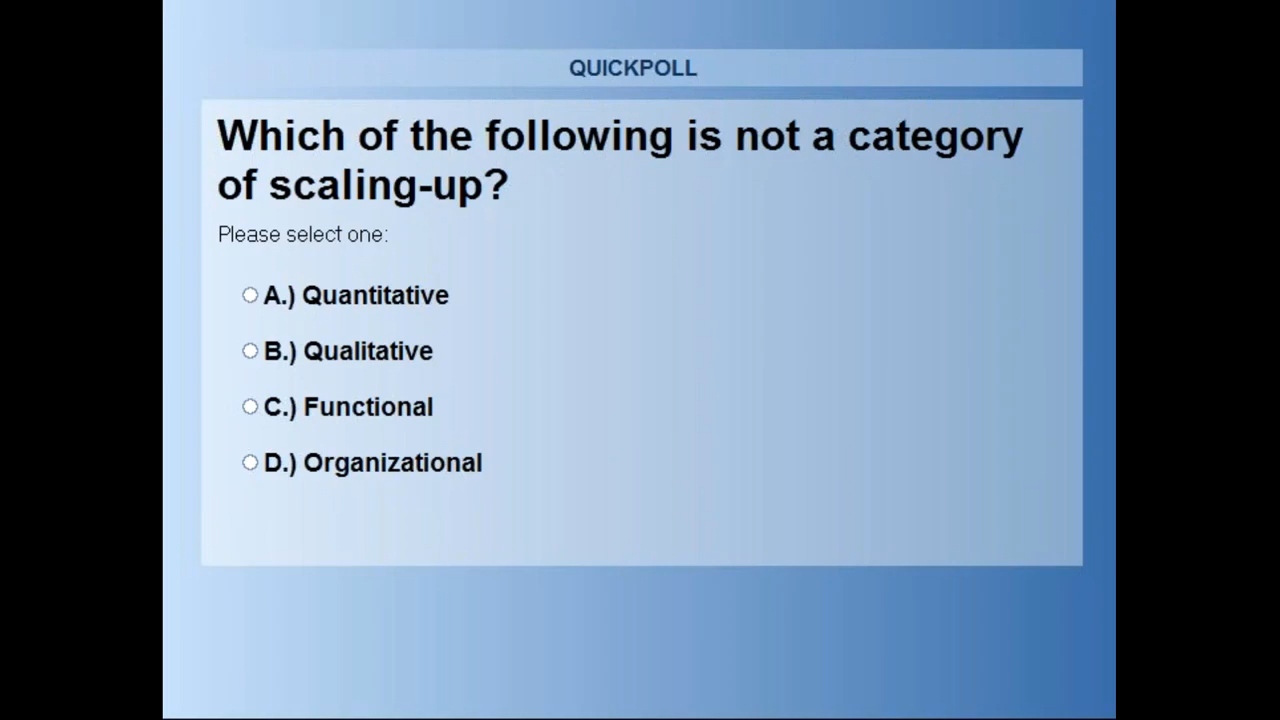 QUICKPOLL
Which of the following is not a category
of scaling-up?
Please select one:
A.) Quantitative
B.) Qualitative
C.) Functional
D.) Organizational